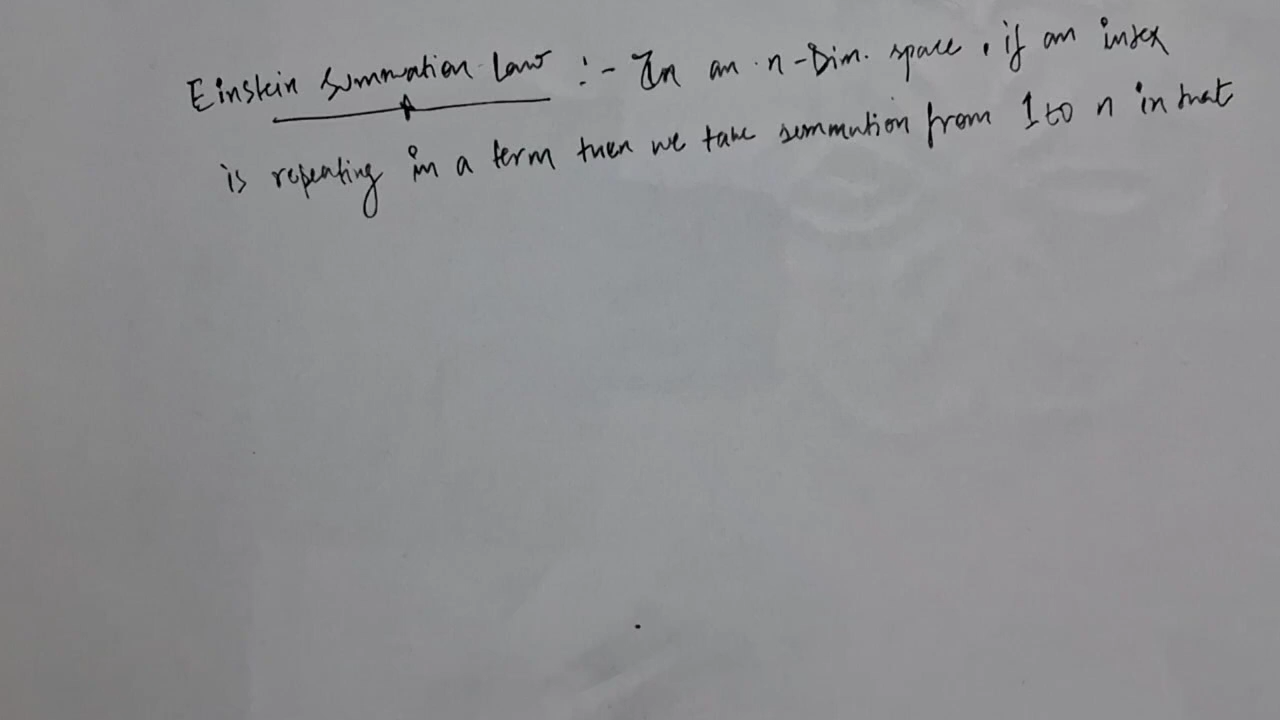 Einstein Summation Law :- In an n-Dim. space, if an index
is repeating in a term then we take summation from 1 to n in that